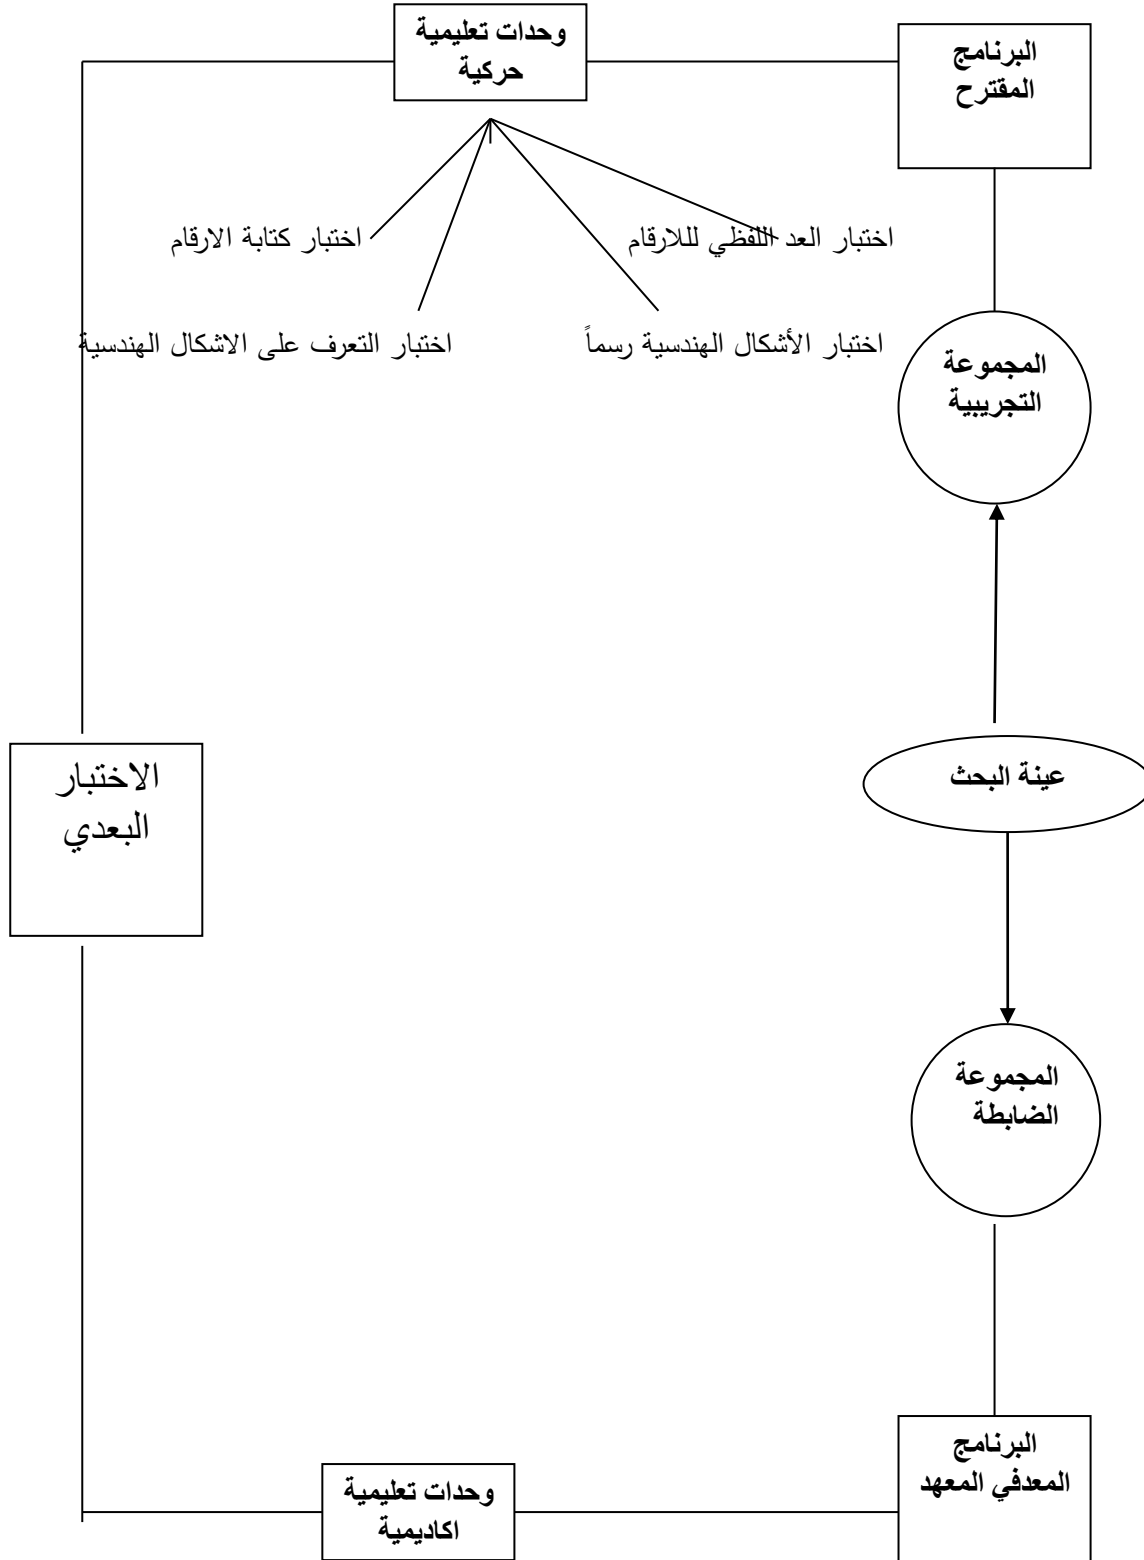 البرنامج
المقترح
وحدات تعليمية
حركية
اختبار العد اللفظي لللارقام
اختبار كتابة الارقام
اختبار الأشكال الهندسية رسماً
اختبار التعرف على الاشكال الهندسية
المجموعة
التجريبية
عينة البحث
الاختبار
البعدي
المجموعة
الضابطة
البرنامج
المعدفي المعهد
وحدات تعليمية
اكاديمية